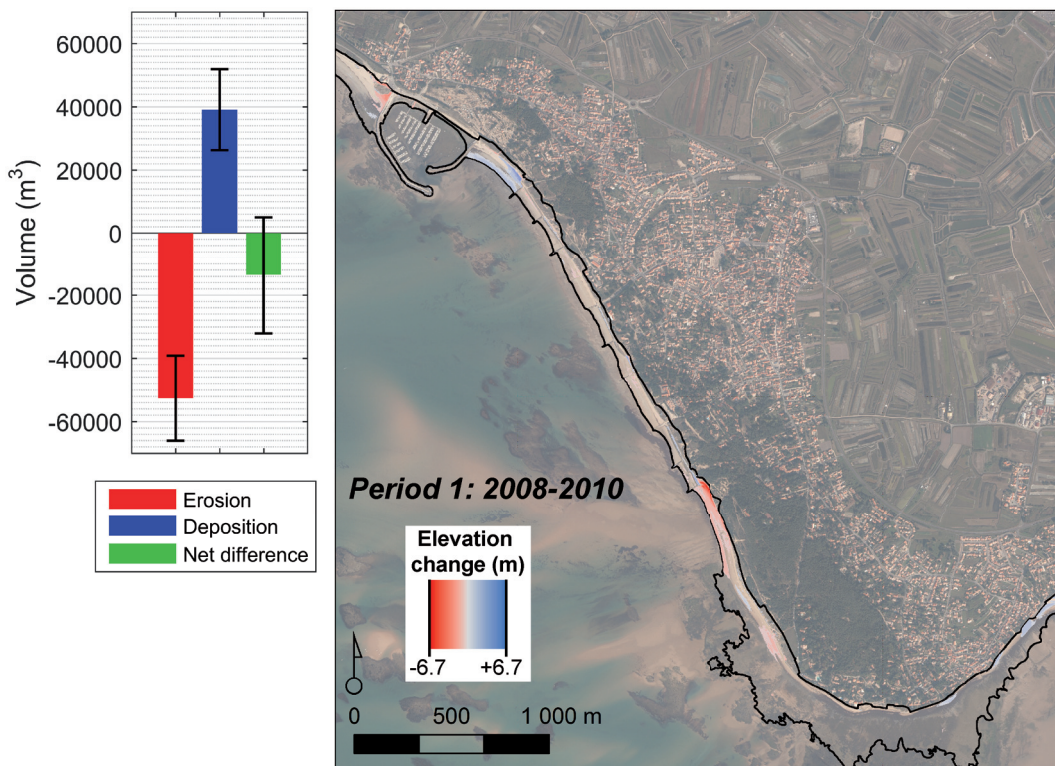 60000
40000
20000
0
-20000
-40000
-60000
Volume (m³)
Erosion
Deposition
Net difference
Period 1: 2008-2010
Elevation
change (m)
-6.7 +6.7
0 500 1 000 m